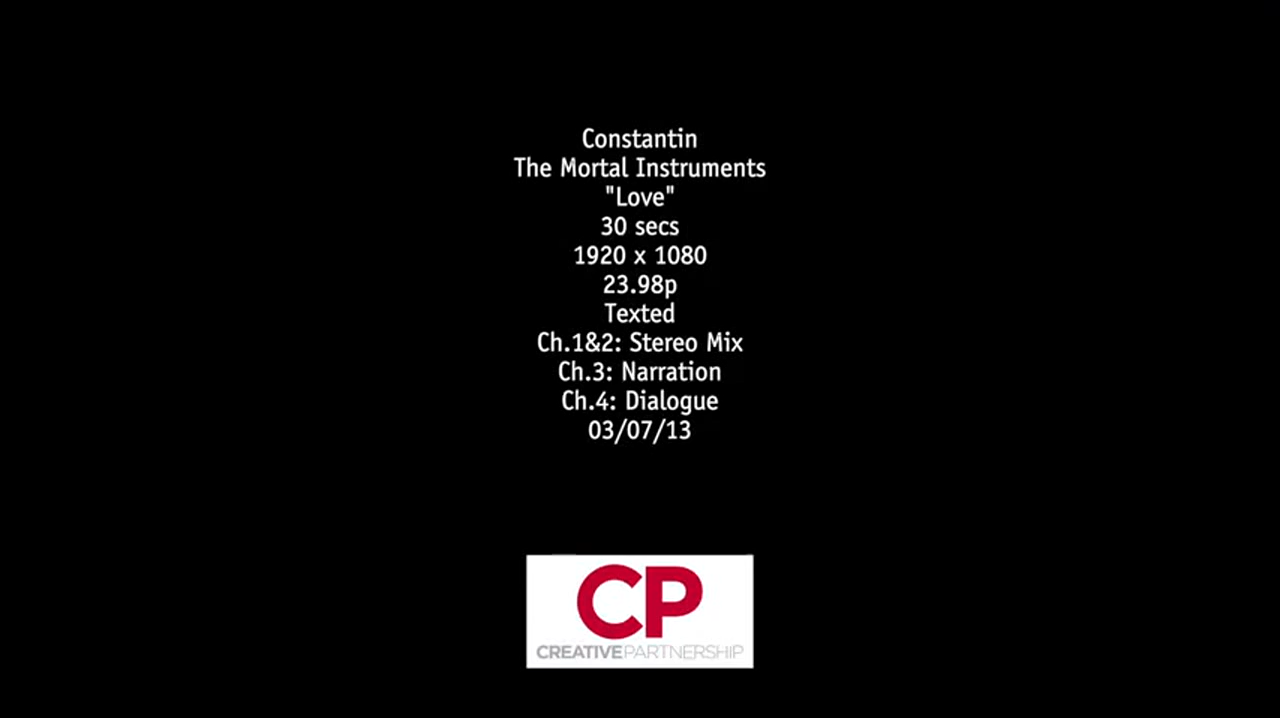 Constantin
The Mortal Instruments
"Love"
30 secs
1920 x 1080
23.98p
Texted
Ch.1&2: Stereo Mix
Ch.3: Narration
Ch.4: Dialogue
03/07/13
CP
CREATIVEPARTNERSHIP